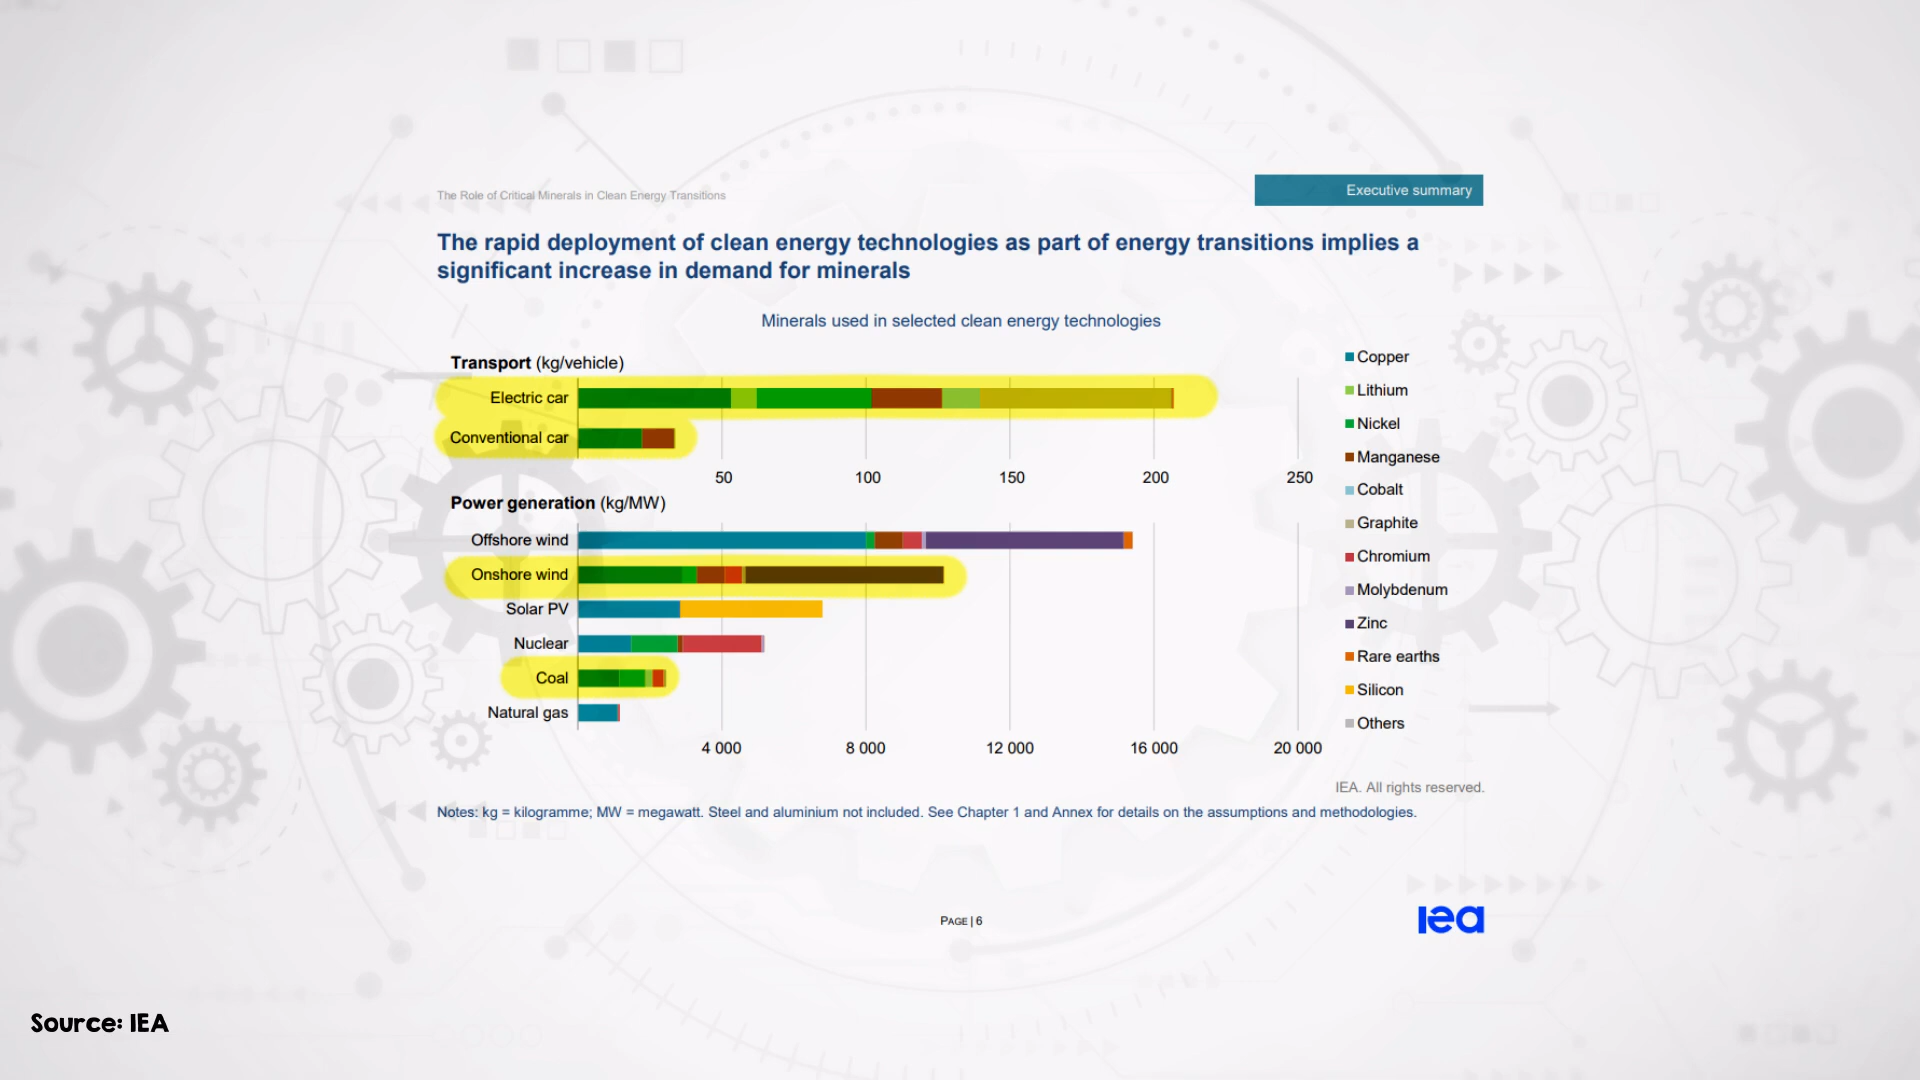 The Role of Critical Minerals in Clean Energy Transitions
Executive summary
The rapid deployment of clean energy technologies as part of energy transitions implies a
significant increase in demand for minerals
Minerals used in selected clean energy technologies
Transport (kg/vehicle)
Electric car
Conventional car
50 100 150 200 250
Power generation (kg/MW)
Offshore wind
Onshore wind
Solar PV
Nuclear
Coal
Natural gas
4 000 8 000 12 000 16 000 20 000
Copper
Lithium
Nickel
Manganese
Cobalt
Graphite
Chromium
Molybdenum
Zinc
Rare earths
Silicon
Others
IEA. All rights reserved.
Notes: kg = kilogramme; MW = megawatt. Steel and aluminium not included. See Chapter 1 and Annex for details on the assumptions and methodologies.
PAGE | 6
iea
Source: IEA